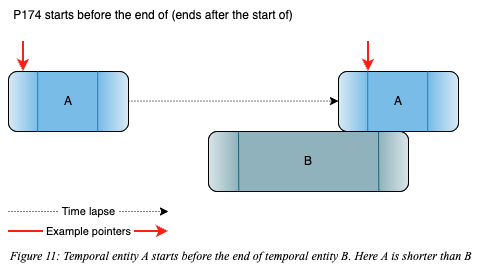 P174 starts before the end of (ends after the start of)
A
A
B
Time lapse
Example pointers
Figure 11: Temporal entity A starts before the end of temporal entity B. Here A is shorter than B